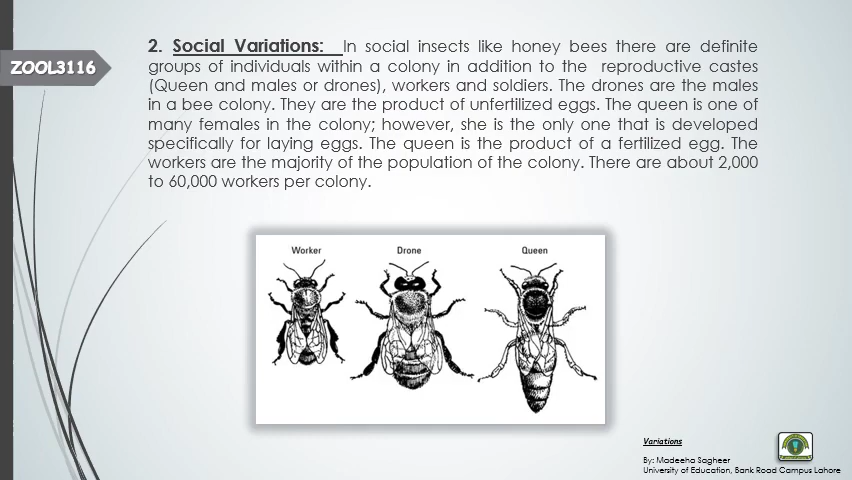 2. Social Variations: In social insects like honey bees there are definite
groups of individuals within a colony in addition to the reproductive castes
(Queen and males or drones), workers and soldiers. The drones are the males
in a bee colony. They are the product of unfertilized eggs. The queen is one of
many females in the colony; however, she is the only one that is developed
specifically for laying eggs. The queen is the product of a fertilized egg. The
workers are the majority of the population of the colony. There are about 2,000
to 60,000 workers per colony.
ZOOL3116
Worker Drone Queen
Variations
By: Madeeha Sagheer
University of Education, Bank Road Campus Lahore